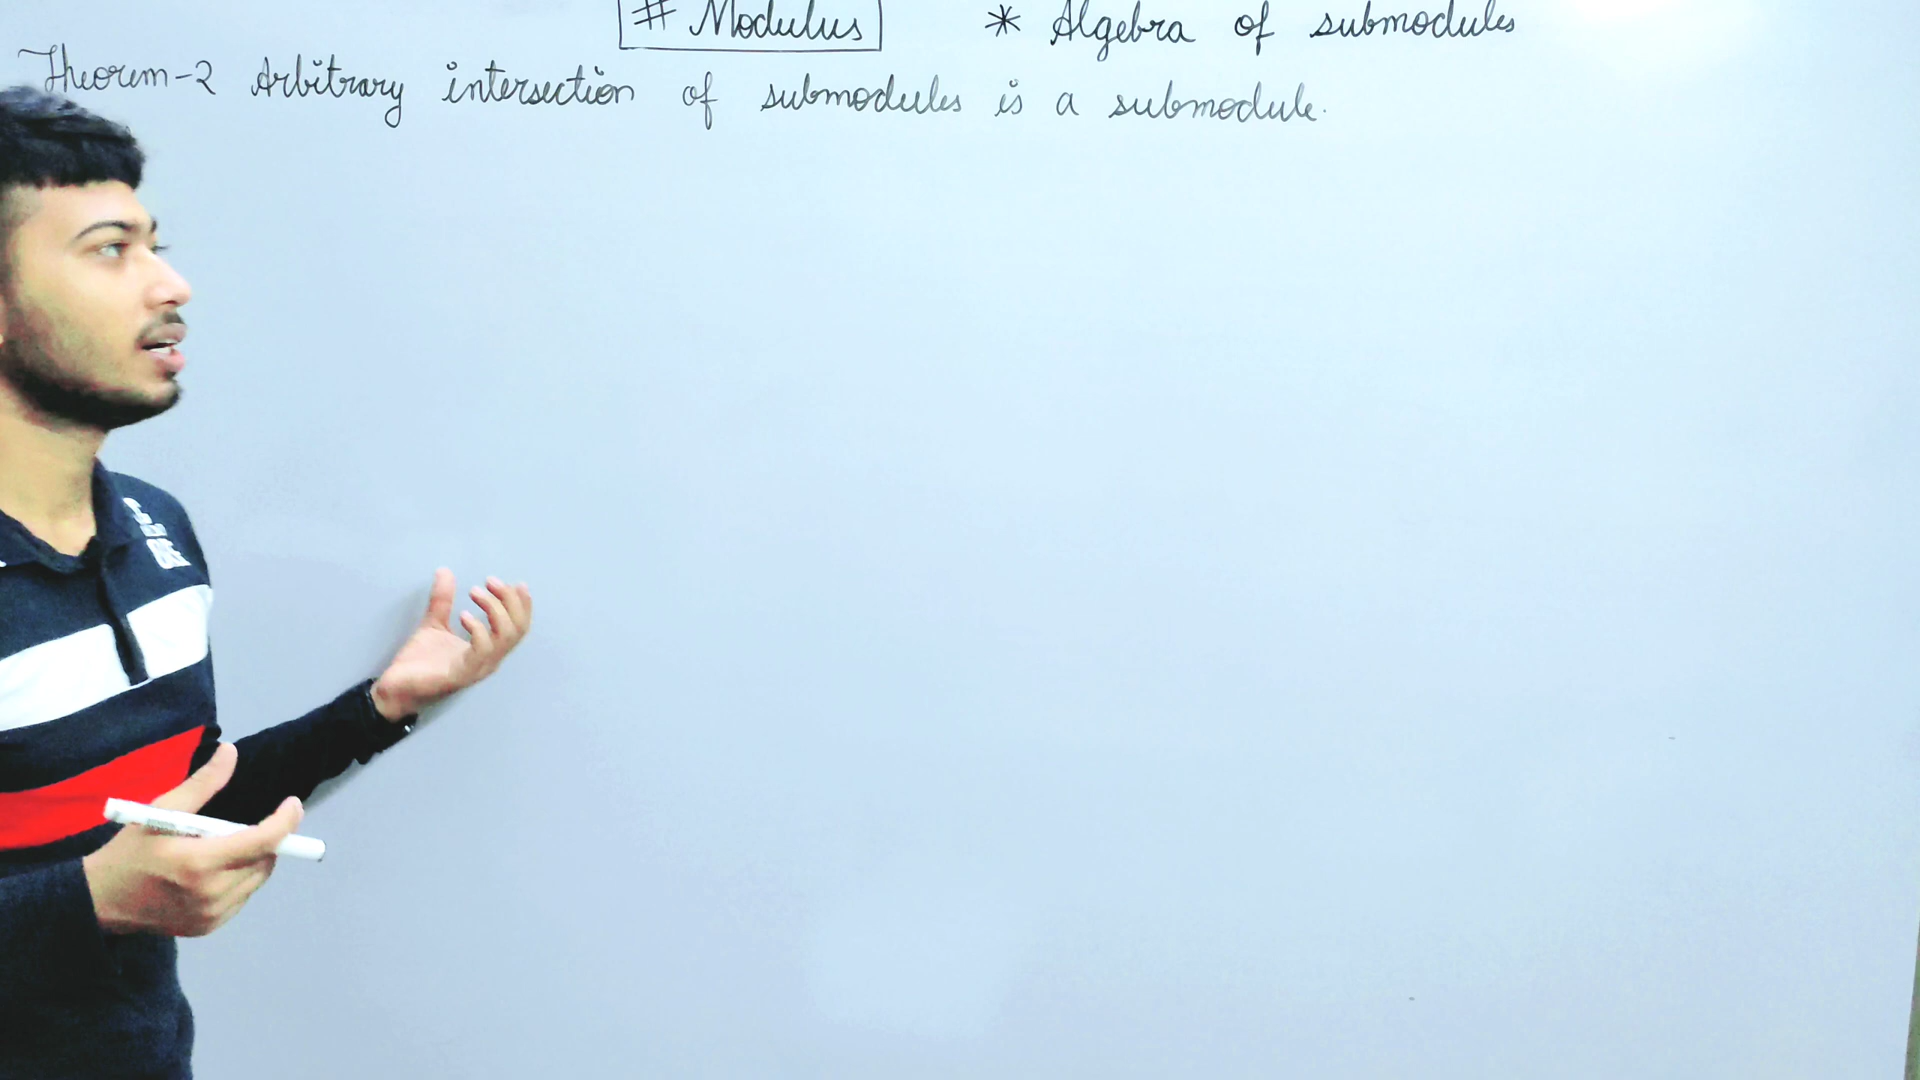 # Modulus * Algebra of submodules
Theorem-2 Arbitrary intersection of submodules is a submodule.